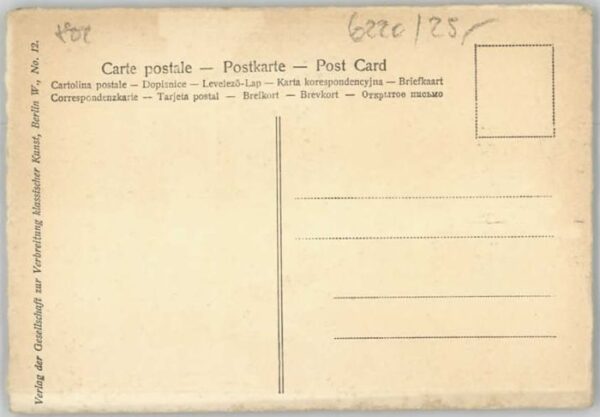 6220/25,-
Carte postale — Postkarte — Post Card
Cartolina postale — Dopisnice — Levelező-Lap — Karta korespondencyjna — Briefkaart
Correspondenzkarte — Tarjeta postal — Brefkort — Brevkort — Открытое письмо
Verlag der Gesellschaft zur Verbreitung klassischer Kunst, Berlin W., No. 12.